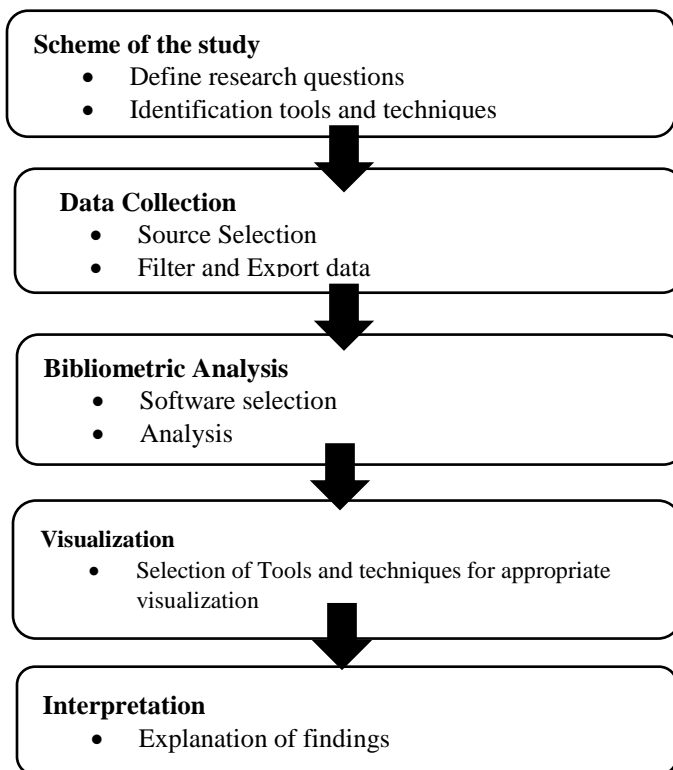 Scheme of the study
• Define research questions
• Identification tools and techniques
Data Collection
• Source Selection
• Filter and Export data
Bibliometric Analysis
• Software selection
• Analysis
Visualization
• Selection of Tools and techniques for appropriate
visualization
Interpretation
• Explanation of findings